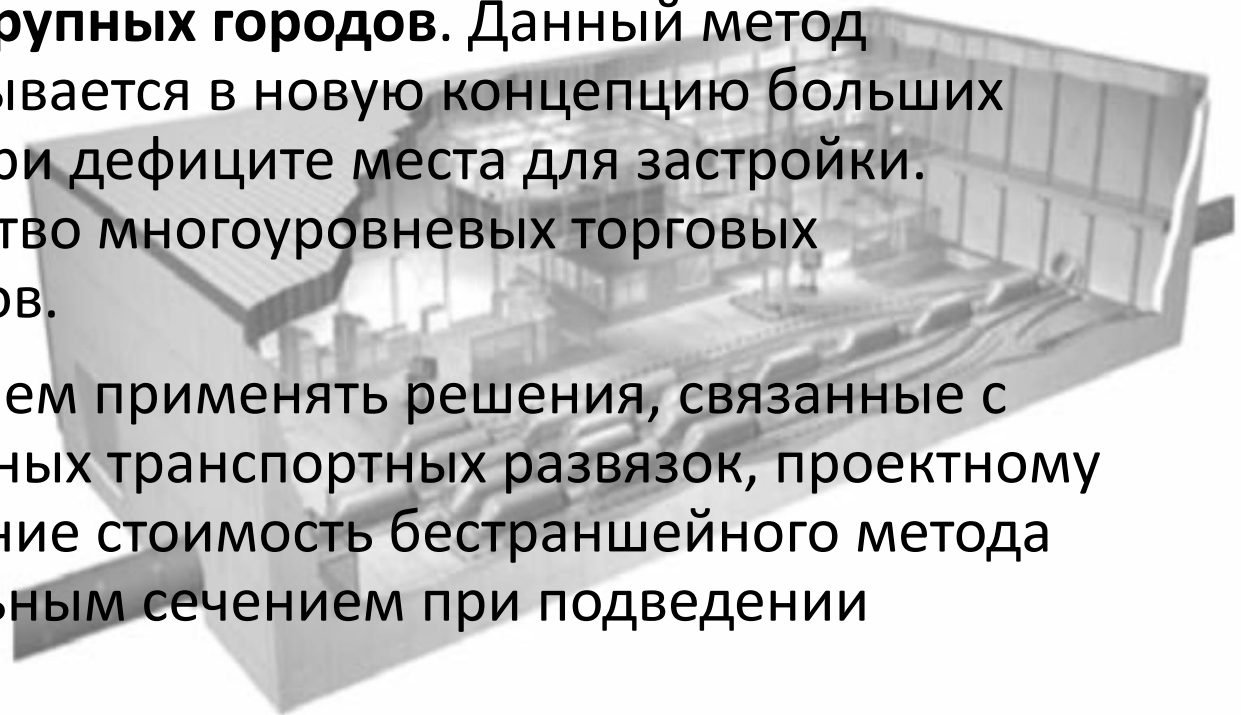 рупных городов. Данный метод
ывается в новую концепцию больших
ри дефиците места для застройки.
тво многоуровневых торговых
ов.
ем применять решения, связанные с
ных транспортных развязок, проектному
ние стоимость бестраншейного метода
ьным сечением при подведении